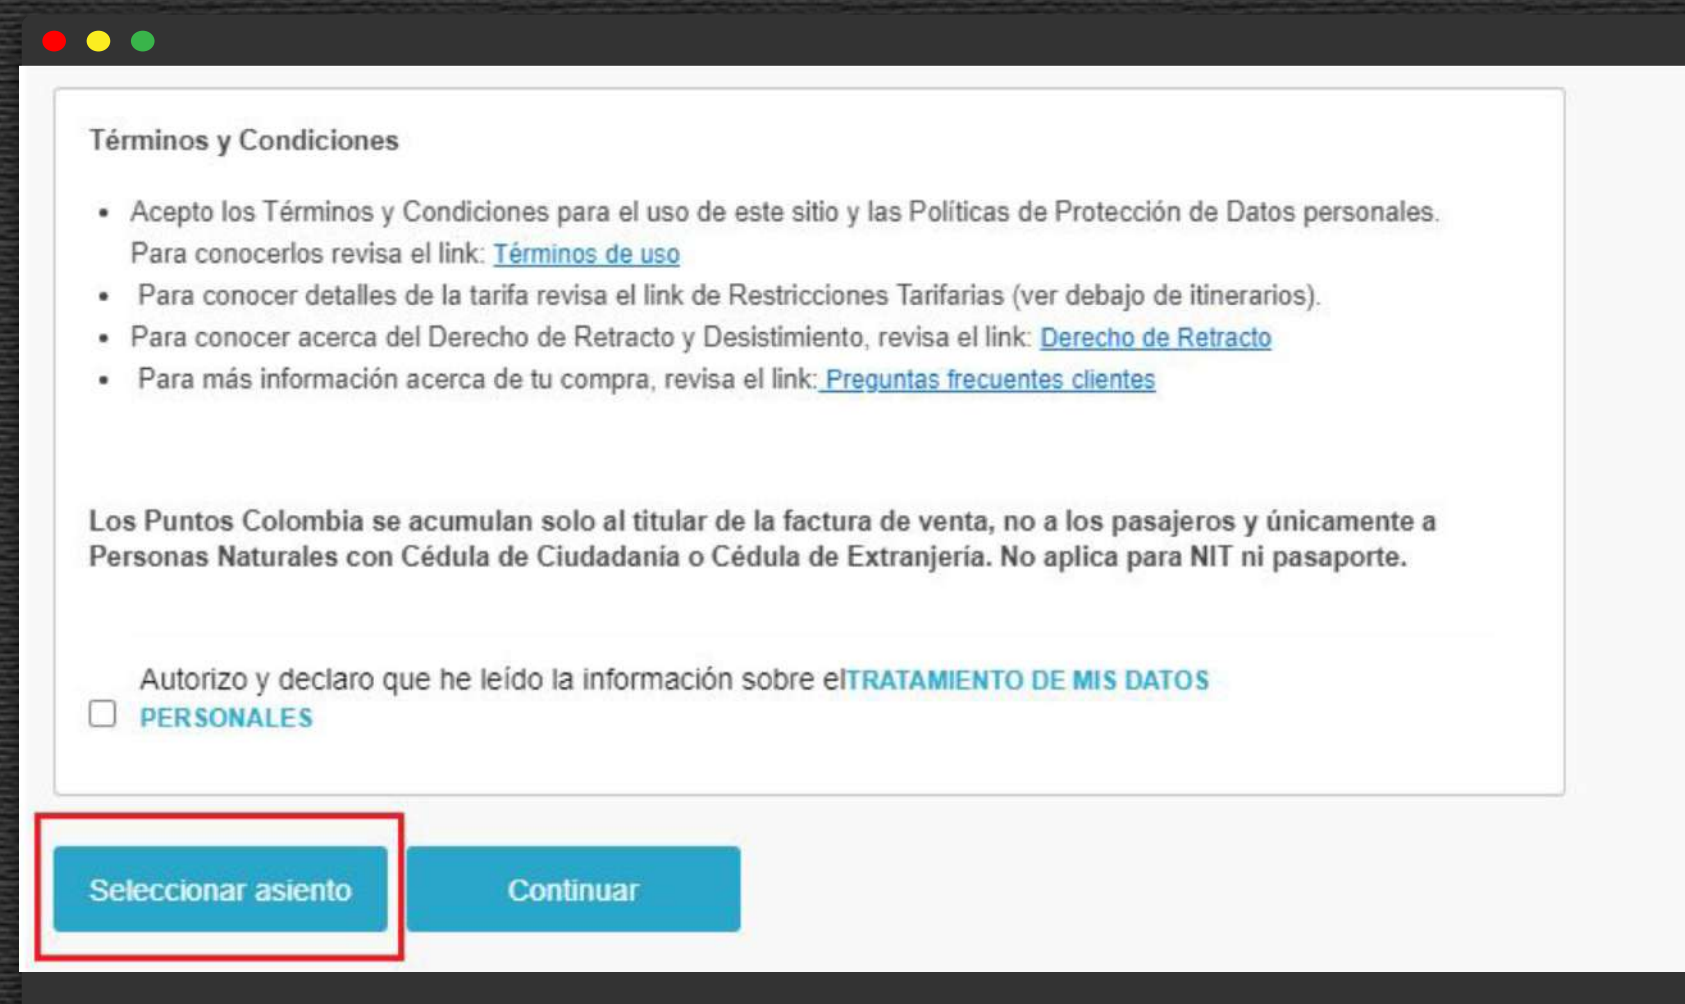 Términos y Condiciones
• Acepto los Términos y Condiciones para el uso de este sitio y las Políticas de Protección de Datos personales.
Para conocerlos revisa el link: Términos de uso
• Para conocer detalles de la tarifa revisa el link de Restricciones Tarifarias (ver debajo de itinerarios).
• Para conocer acerca del Derecho de Retracto y Desistimiento, revisa el link: Derecho de Retracto
• Para más información acerca de tu compra, revisa el link: Preguntas frecuentes clientes
Los Puntos Colombia se acumulan solo al titular de la factura de venta, no a los pasajeros y únicamente a
Personas Naturales con Cédula de Ciudadanía o Cédula de Extranjería. No aplica para NIT ni pasaporte.
Autorizo y declaro que he leído la información sobre elTRATAMIENTO DE MIS DATOS
PERSONALES
Seleccionar asiento Continuar